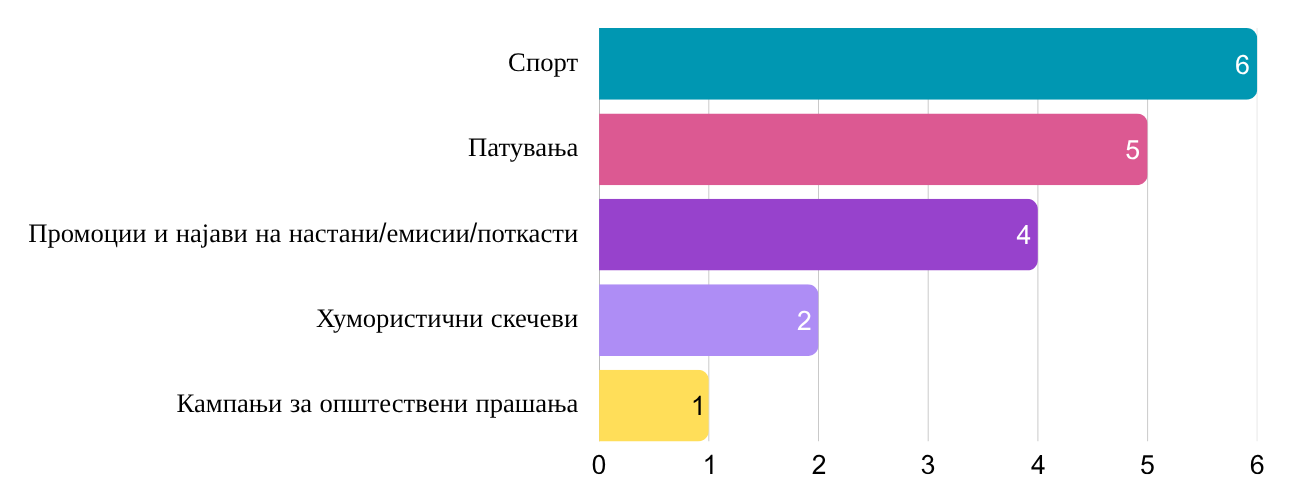 Спорт 6
Патувања 5
Промоции и најави на настани/емисии/поткасти 4
Хумористични скечеви 2
Кампањи за општествени прашања 1
0 1 2 3 4 5 6